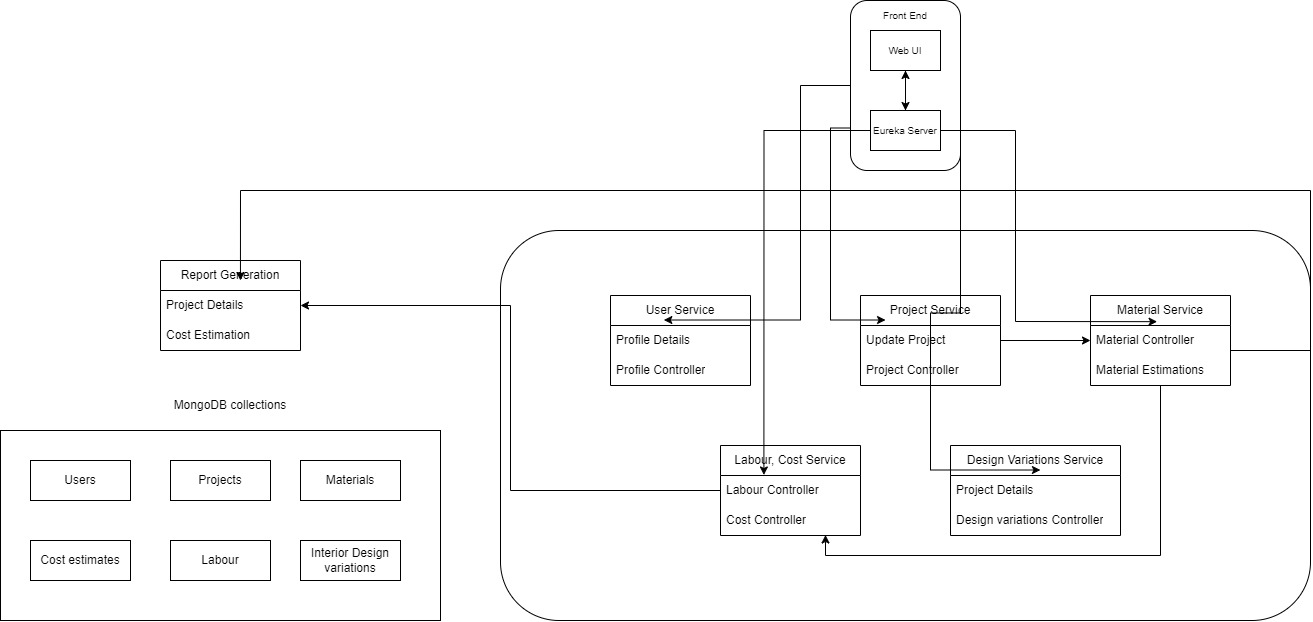 Front End
Web UI
Eureka Server
Report Generation
Project Details
Cost Estimation
User Service
Profile Details
Profile Controller
Project Service
Update Project
Project Controller
Material Service
Material Controller
Material Estimations
MongoDB collections
Users
Projects
Materials
Cost estimates
Labour
Interior Design
variations
Labour, Cost Service
Labour Controller
Cost Controller
Design Variations Service
Project Details
Design variations Controller